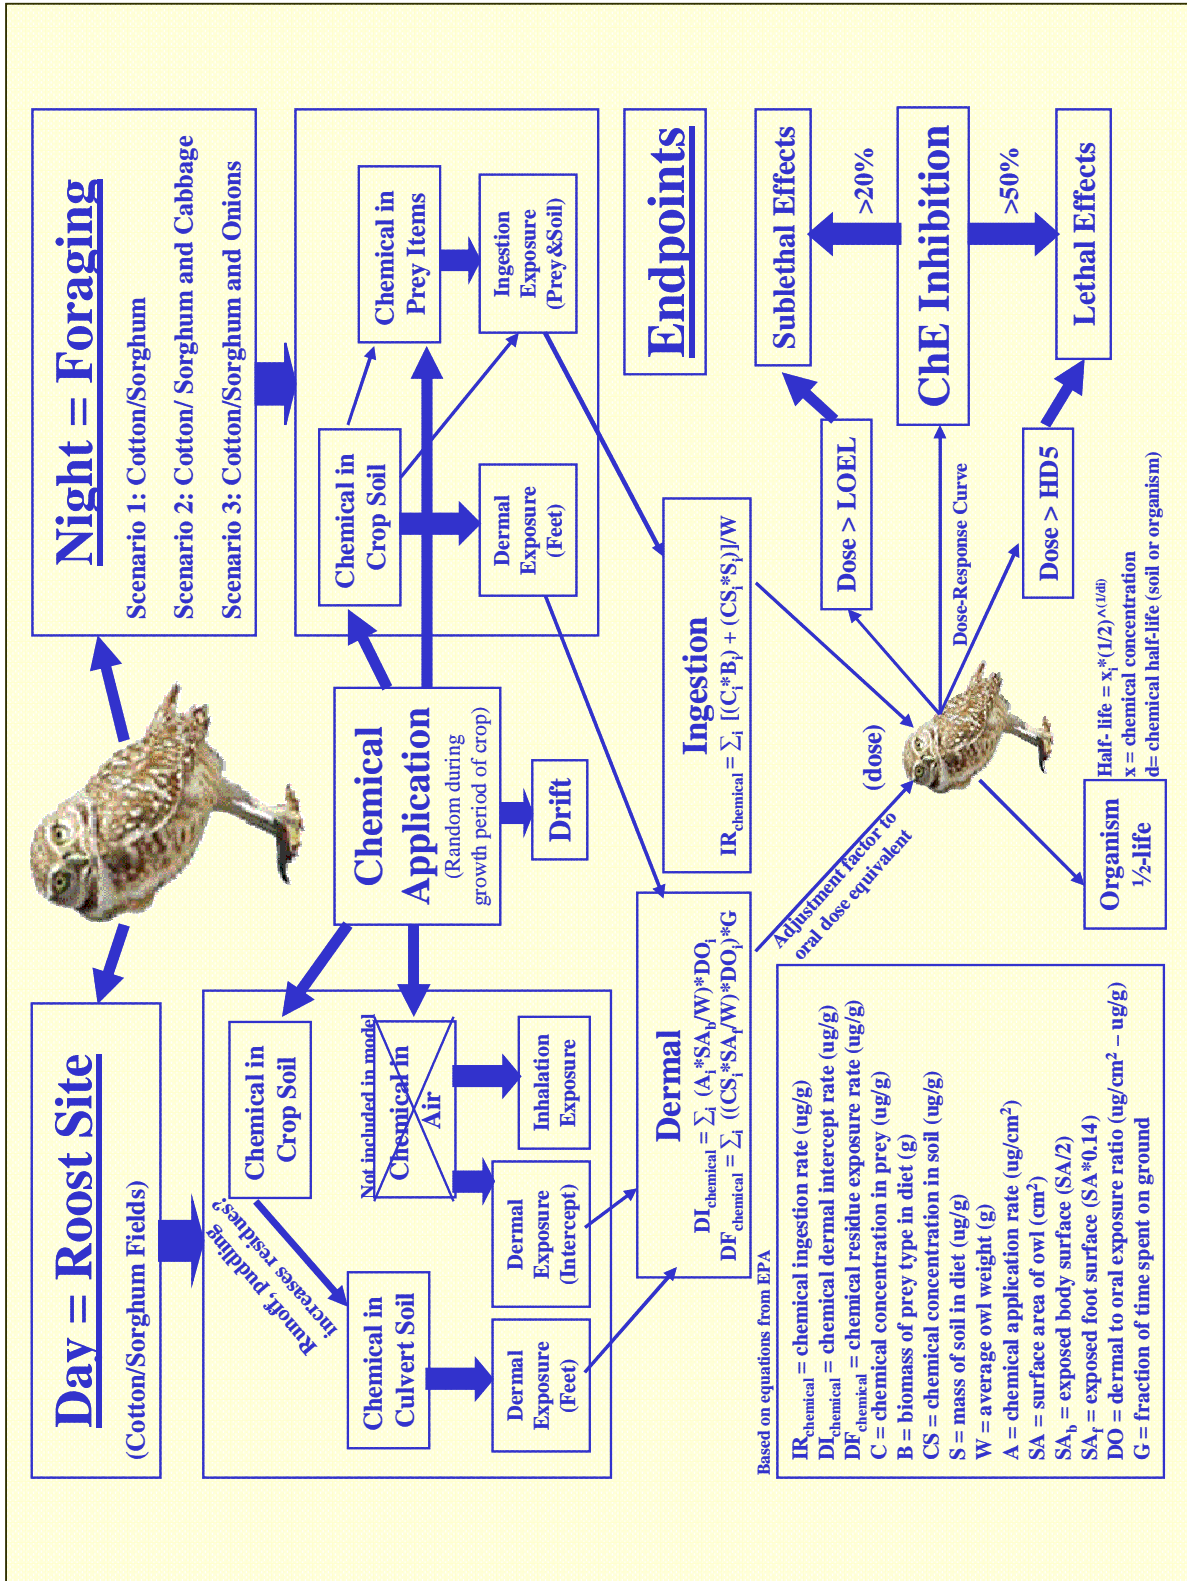 Day = Roost Site
(Cotton/Sorghum Fields)
Night = Foraging
Scenario 1: Cotton/Sorghum
Scenario 2: Cotton/ Sorghum and Cabbage
Scenario 3: Cotton/Sorghum and Onions
Chemical in
Crop Soil
Runoff, puddling
increases residues?
Not included in model
Chemical in
Air
Chemical in
Culvert Soil
Dermal
Exposure
(Feet)
Dermal
Exposure
(Intercept)
Inhalation
Exposure
Chemical
Application
(Random during
growth period of crop)
Drift
Chemical in
Crop Soil
Chemical in
Prey Items
Dermal
Exposure
(Feet)
Ingestion
Exposure
(Prey&Soil)
Dermal
DIchemical = ∑i (Ai*SAb/W)*DOi
DFchemical = ∑i ((CSi*SAf/W)*DOi)*G
Ingestion
IRchemical = ∑i [(Ci*Bi) + (CSi*Si)]/W
Endpoints
Adjustment factor to
oral dose equivalent
(dose)
Dose > LOEL
Dose-Response Curve
Dose > HD5
Sublethal Effects
>20%
ChE Inhibition
>50%
Lethal Effects
Organism
½-life
Half- life = xi*(1/2)^(1/di)
x = chemical concentration
d= chemical half-life (soil or organism)
Based on equations from EPA
IRchemical = chemical ingestion rate (ug/g)
DIchemical = chemical dermal intercept rate (ug/g)
DFchemical = chemical residue exposure rate (ug/g)
C = chemical concentration in prey (ug/g)
B = biomass of prey type in diet (g)
CS = chemical concentration in soil (ug/g)
S = mass of soil in diet (ug/g)
W = average owl weight (g)
A = chemical application rate (ug/cm²)
SA = surface area of owl (cm²)
SAb = exposed body surface (SA/2)
SAf = exposed foot surface (SA*0.14)
DO = dermal to oral exposure ratio (ug/cm² – ug/g)
G = fraction of time spent on ground